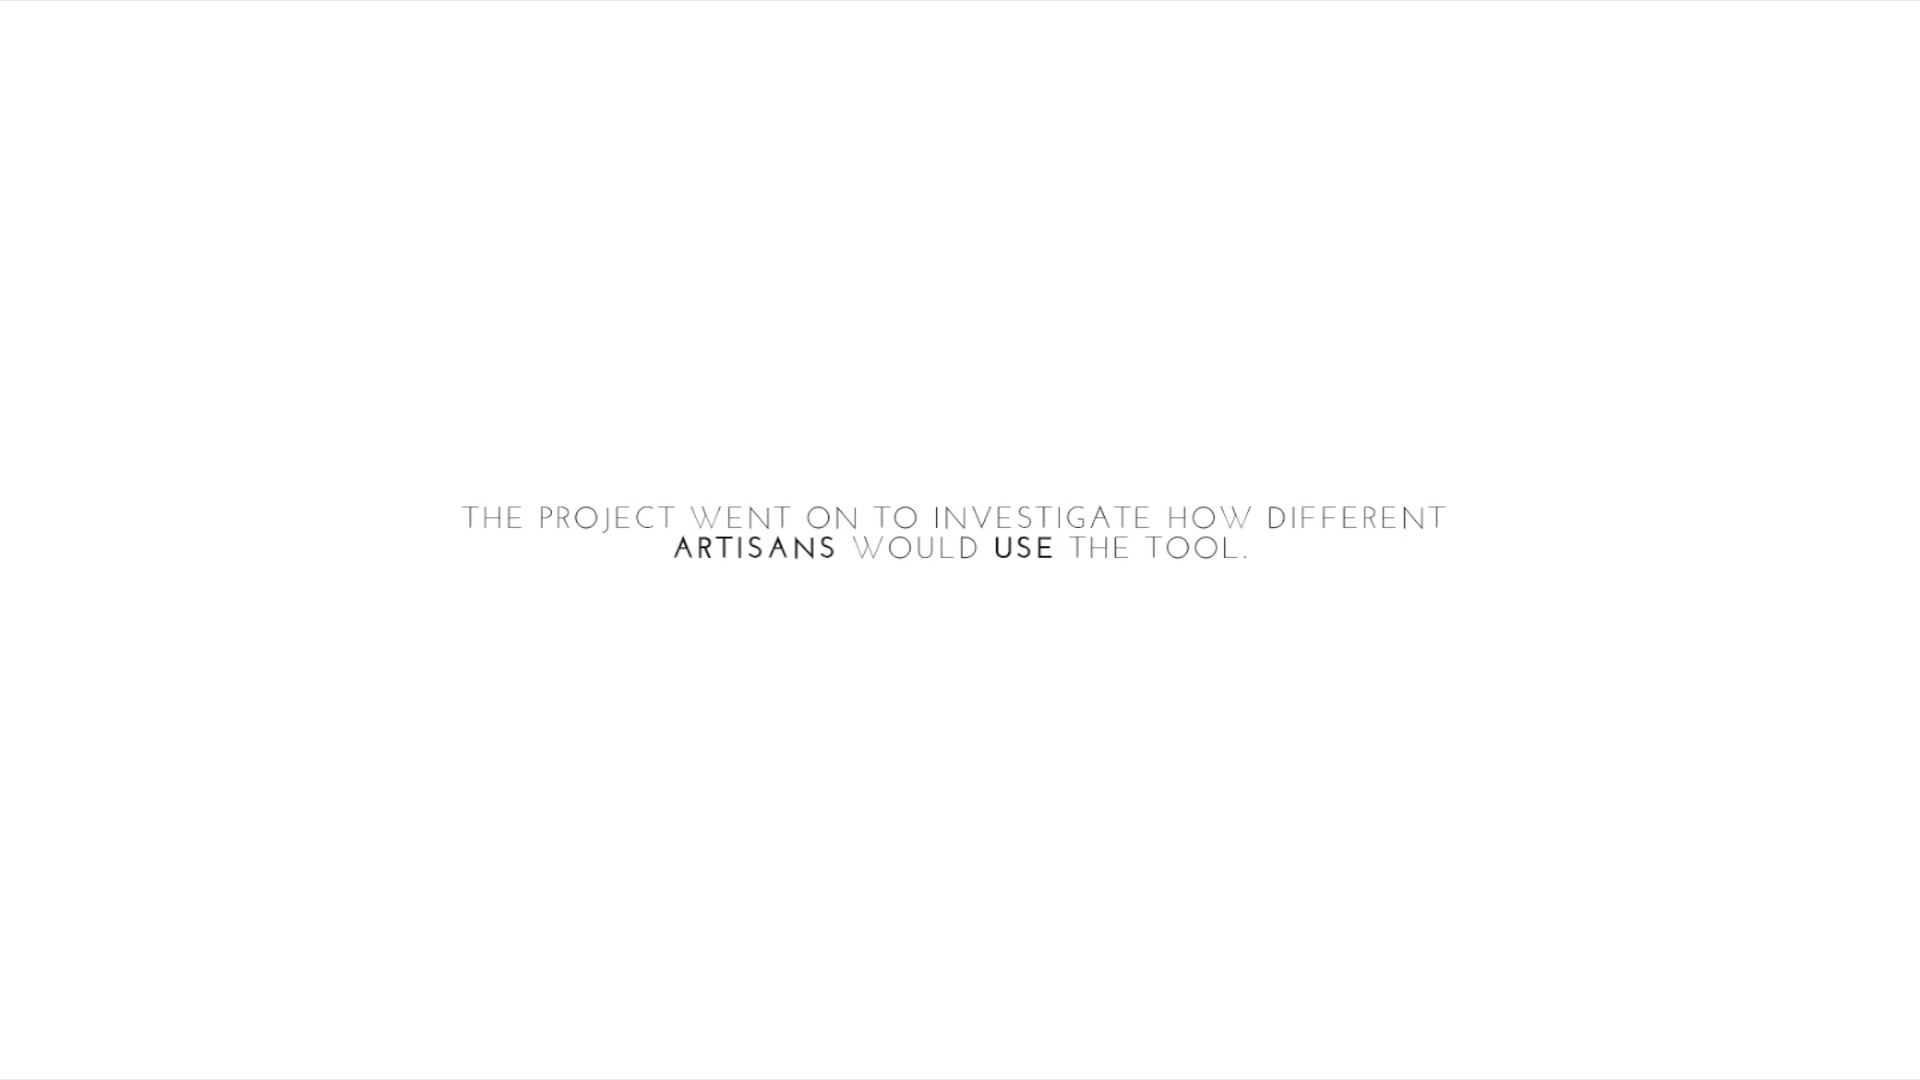 THE PROJECT WENT ON TO INVESTIGATE HOW DIFFERENT
ARTISANS WOULD USE THE TOOL.